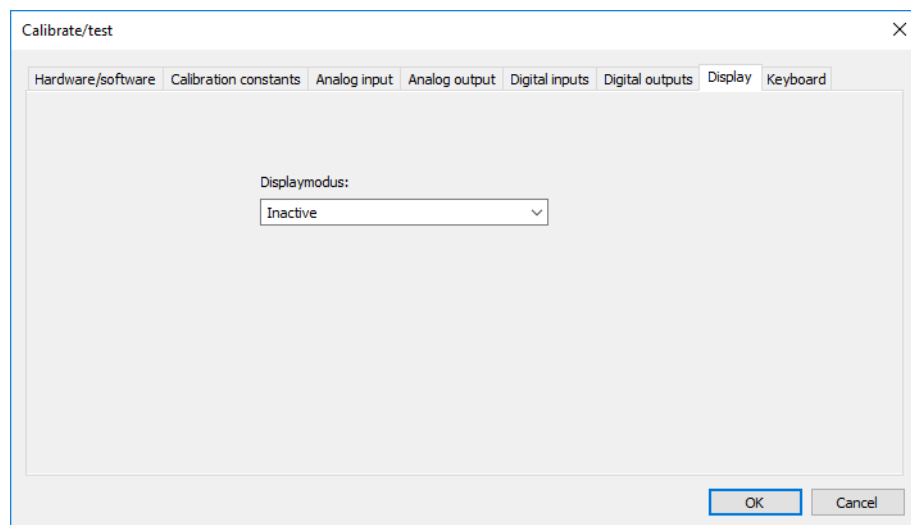 Calibrate/test
Hardware/software Calibration constants Analog input Analog output Digital inputs Digital outputs Display Keyboard
Displaymodus:
Inactive
OK Cancel